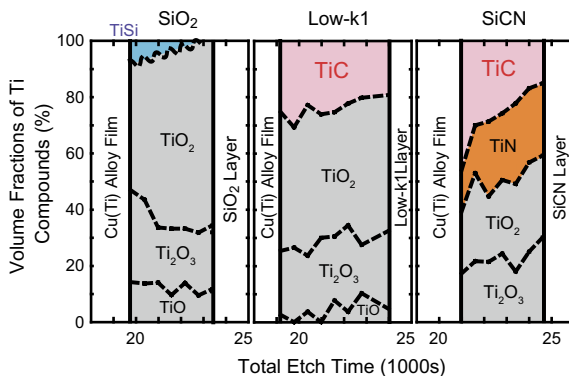 SiO2
Low-k1
SiCN
TiSi
Volume Fractions of Ti
Compounds (%)
100
80
60
40
20
0
Cu(Ti) Alloy Film
TiO2
Ti2O3
TiO
SiO2 Layer
Cu(Ti) Alloy Film
TiC
TiO2
Ti2O3
TiO
Low-k1Llayer
Cu(Ti) Alloy Film
TiC
TiN
TiO2
Ti2O3
SiCN Layer
20 25
20 25
20 25
Total Etch Time (1000s)